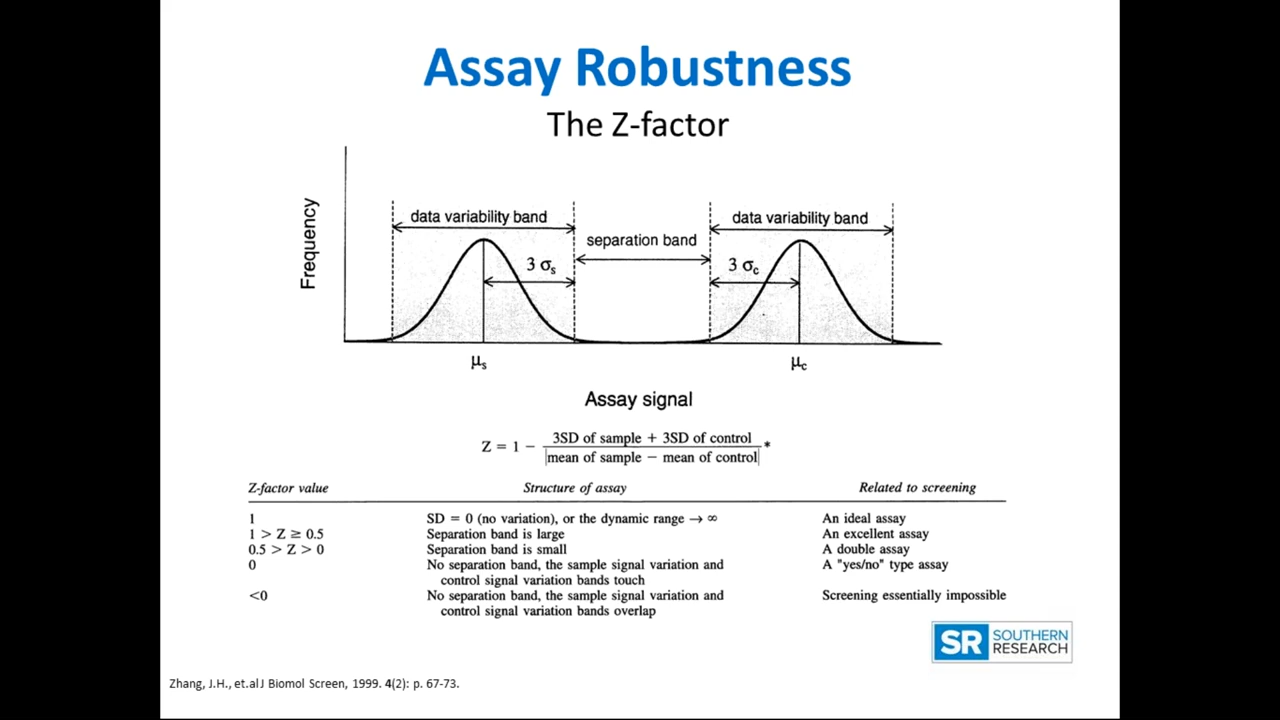 Assay Robustness
The Z-factor
Frequency
data variability band
data variability band
separation band
3 σs
3 σc
μs
μc
Assay signal
Z = 1 − 3SD of sample + 3SD of control *
|mean of sample − mean of control|
Z-factor value Structure of assay Related to screening
1 SD = 0 (no variation), or the dynamic range → ∞ An ideal assay
1 > Z ≥ 0.5 Separation band is large An excellent assay
0.5 > Z > 0 Separation band is small A double assay
0 No separation band, the sample signal variation and A "yes/no" type assay
control signal variation bands touch
<0 No separation band, the sample signal variation and Screening essentially impossible
control signal variation bands overlap
SR SOUTHERN
RESEARCH
Zhang, J.H., et.al J Biomol Screen, 1999. 4(2): p. 67-73.